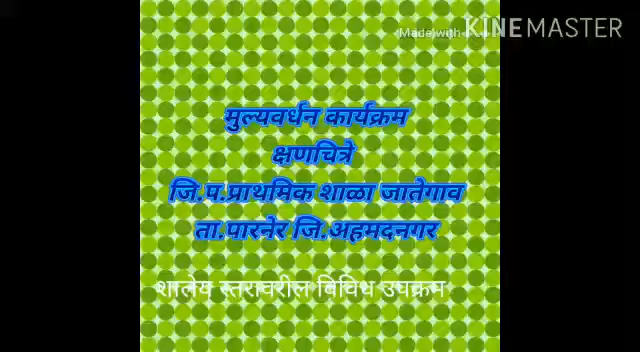 Made with KINEMASTER
मुल्यवर्धन कार्यक्रम
क्षणचित्रे
जि.प.प्राथमिक शाळा जातेगाव
ता.पारनेर जि.अहमदनगर
शालेय स्तरावरील विविध उपक्रम